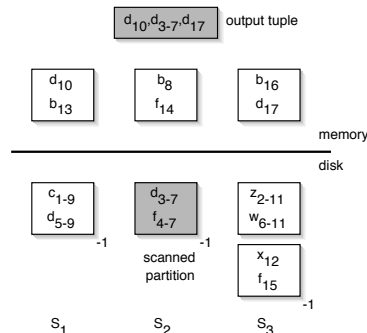 d10,d3-7,d17 output tuple
d10 b8 b16
b13 f14 d17
memory
disk
c1-9 d3-7 z2-11
d5-9 f4-7 w6-11
-1 -1
scanned
partition
x12
f15
-1
S1 S2 S3